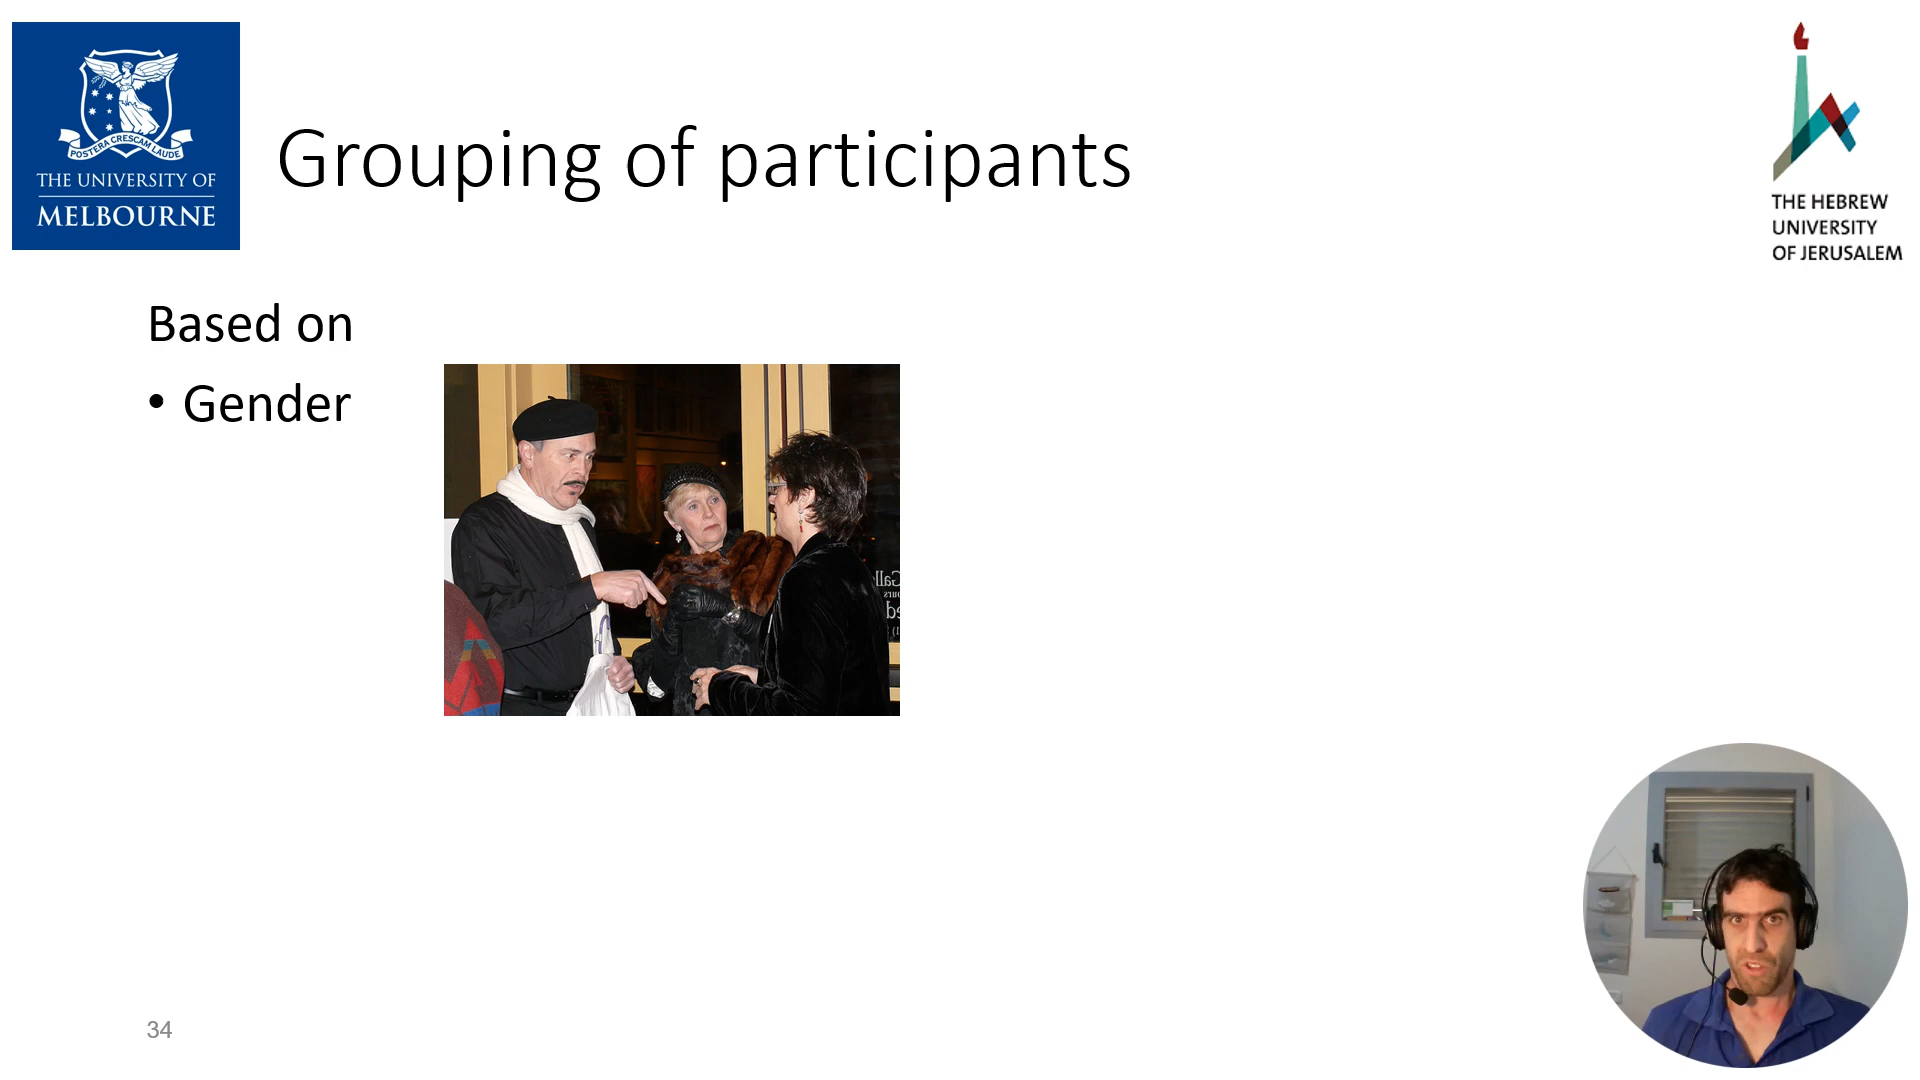 POSTERA CRESCAM LAUDE
THE UNIVERSITY OF
MELBOURNE
Grouping of participants
THE HEBREW
UNIVERSITY
OF JERUSALEM
Based on
• Gender
34